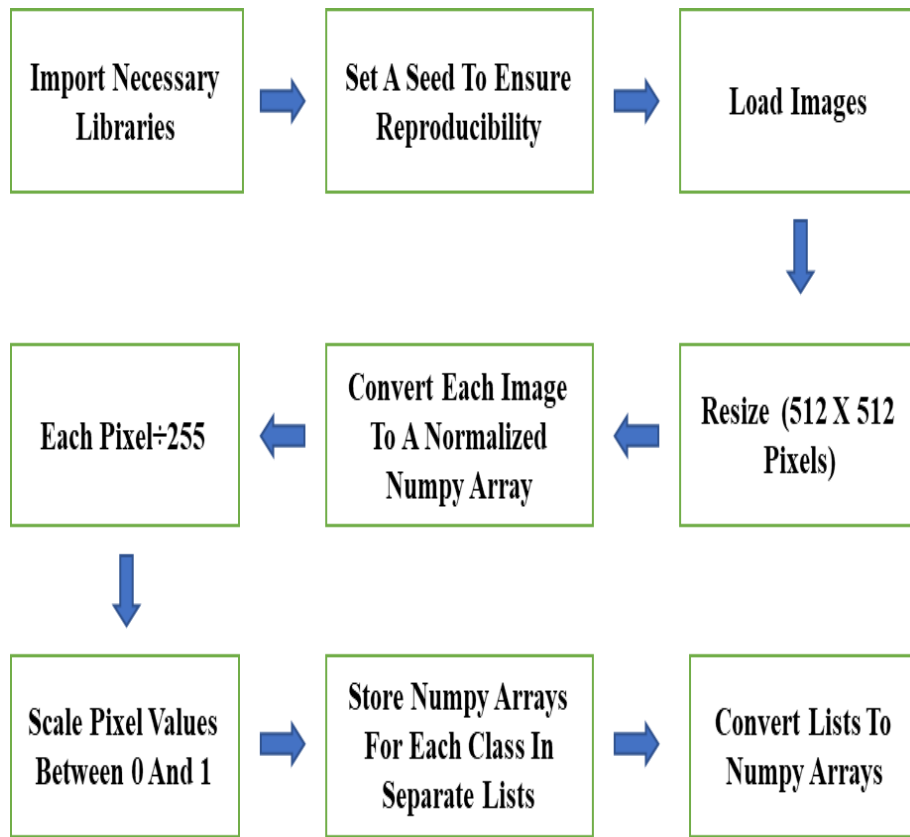 Import Necessary
Libraries
Set A Seed To Ensure
Reproducibility
Load Images
Resize (512 X 512
Pixels)
Convert Each Image
To A Normalized
Numpy Array
Each Pixel÷255
Scale Pixel Values
Between 0 And 1
Store Numpy Arrays
For Each Class In
Separate Lists
Convert Lists To
Numpy Arrays